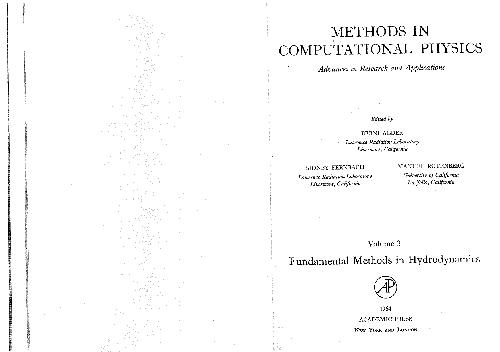 METHODS IN
COMPUTATIONAL PHYSICS
Advances in Research and Applications
Edited by
BERNI ALDER
Lawrence Radiation Laboratory
Livermore, California
SIDNEY FERNBACH
Lawrence Radiation Laboratory
Livermore, California
MANUEL ROTENBERG
University of California
La Jolla, California
Volume 3
Fundamental Methods in Hydrodynamics
AP
1964
ACADEMIC PRESS
NEW YORK AND LONDON